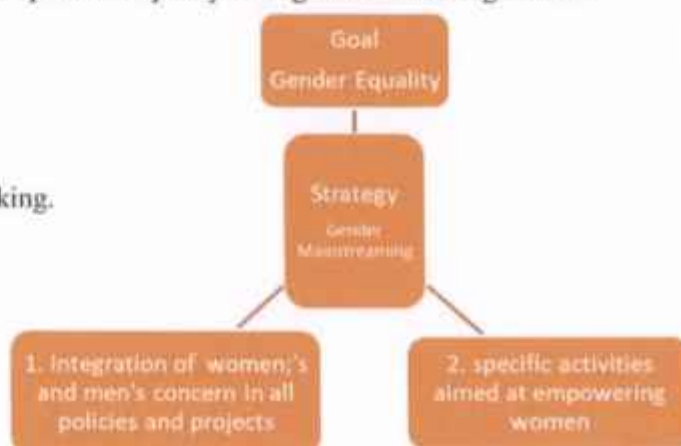 Goal
Gender Equality
king.
Strategy
Gender
Mainstreaming
1. Integration of women;'s
and men's concern in all
policies and projects
2. specific activities
aimed at empowering
women